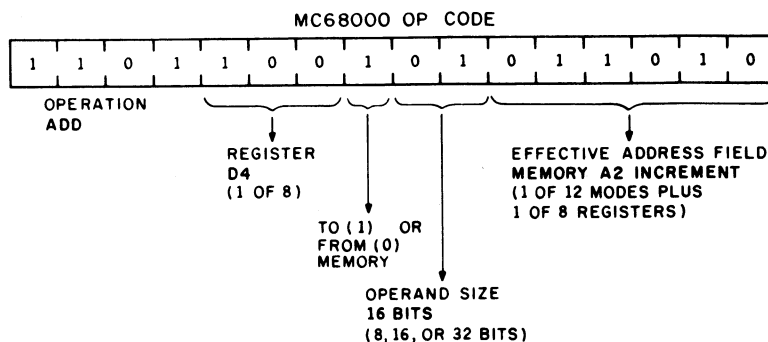 MC68000 OP CODE
1 1 0 1 1 0 0 1 0 1 0 1 1 0 1 0
OPERATION
ADD
REGISTER
D4
(1 OF 8)
TO (1) OR
FROM (0)
MEMORY
OPERAND SIZE
16 BITS
(8, 16, OR 32 BITS)
EFFECTIVE ADDRESS FIELD
MEMORY A2 INCREMENT
(1 OF 12 MODES PLUS
1 OF 8 REGISTERS)